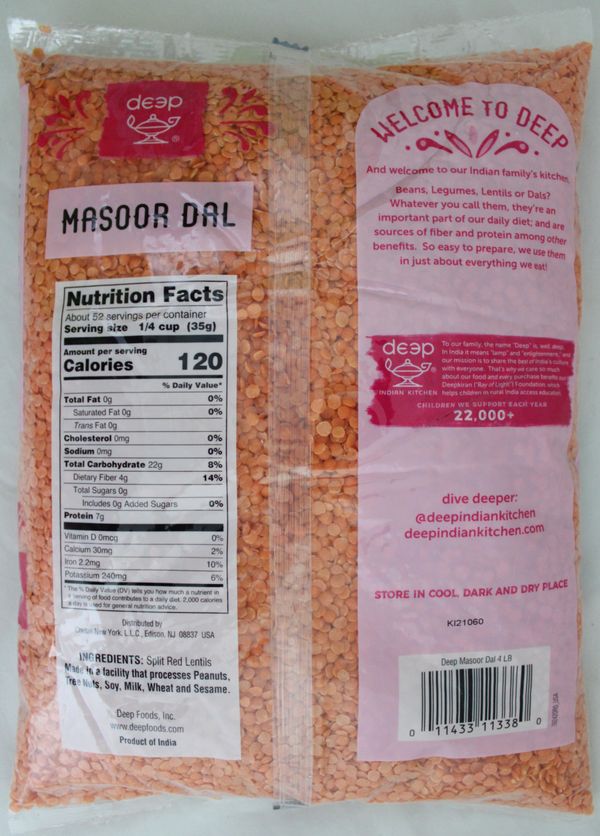 deep
®
MASOOR DAL
Nutrition Facts
About 52 servings per container
Serving size 1/4 cup (35g)
Amount per serving
Calories 120
% Daily Value*
Total Fat 0g 0%
Saturated Fat 0g 0%
Trans Fat 0g
Cholesterol 0mg 0%
Sodium 0mg 0%
Total Carbohydrate 22g 8%
Dietary Fiber 4g 14%
Total Sugars 0g
Includes 0g Added Sugars 0%
Protein 7g
Vitamin D 0mcg 0%
Calcium 30mg 2%
Iron 2.2mg 10%
Potassium 240mg 6%
*The % Daily Value (DV) tells you how much a nutrient in
a serving of food contributes to a daily diet. 2,000 calories
a day is used for general nutrition advice.
Distributed by
New York, L.L.C., Edison, NJ 08837 USA
INGREDIENTS: Split Red Lentils
Made in a facility that processes Peanuts,
Tree Nuts, Soy, Milk, Wheat and Sesame.
Deep Foods, Inc.
www.deepfoods.com
Product of India
WELCOME TO DEEP
And welcome to our Indian family's kitchen.
Beans, Legumes, Lentils or Dals?
Whatever you call them, they're an
important part of our daily diet; and are
sources of fiber and protein among other
benefits. So easy to prepare, we use them
in just about everything we eat!
deep
®
INDIAN KITCHEN
To our family, the name "Deep" is, well, deep.
In India it means "lamp" and "enlightenment," and
our mission is to share the best of India's culture
with everyone. That's why we care so much
about our food and every purchase benefits our
Deepkiran ("Ray of Light") Foundation, which
helps children in rural India access education.
CHILDREN WE SUPPORT EACH YEAR
22,000+
dive deeper:
@deepindiankitchen
deepindiankitchen.com
STORE IN COOL, DARK AND DRY PLACE
KI21060
Deep Masoor Dal 4 LB
0 11433 11338 0